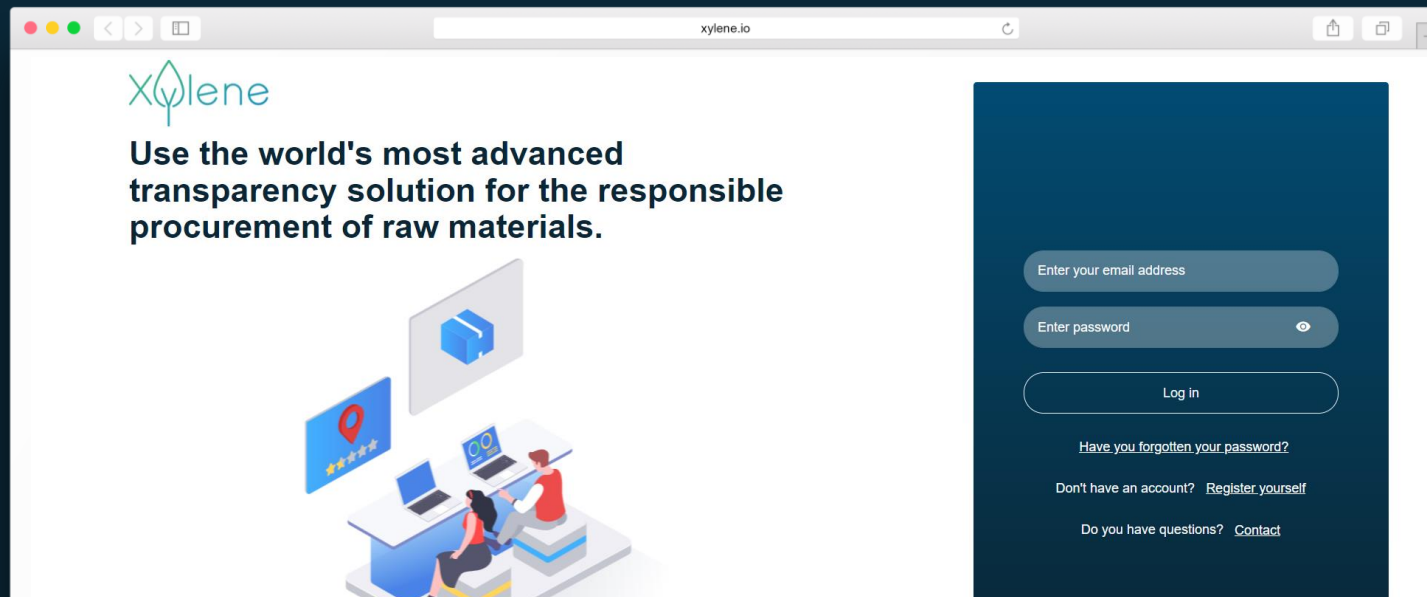 xylene.io
Xylene
Use the world's most advanced
transparency solution for the responsible
procurement of raw materials.
Enter your email address
Enter password
Log in
Have you forgotten your password?
Don't have an account? Register yourself
Do you have questions? Contact